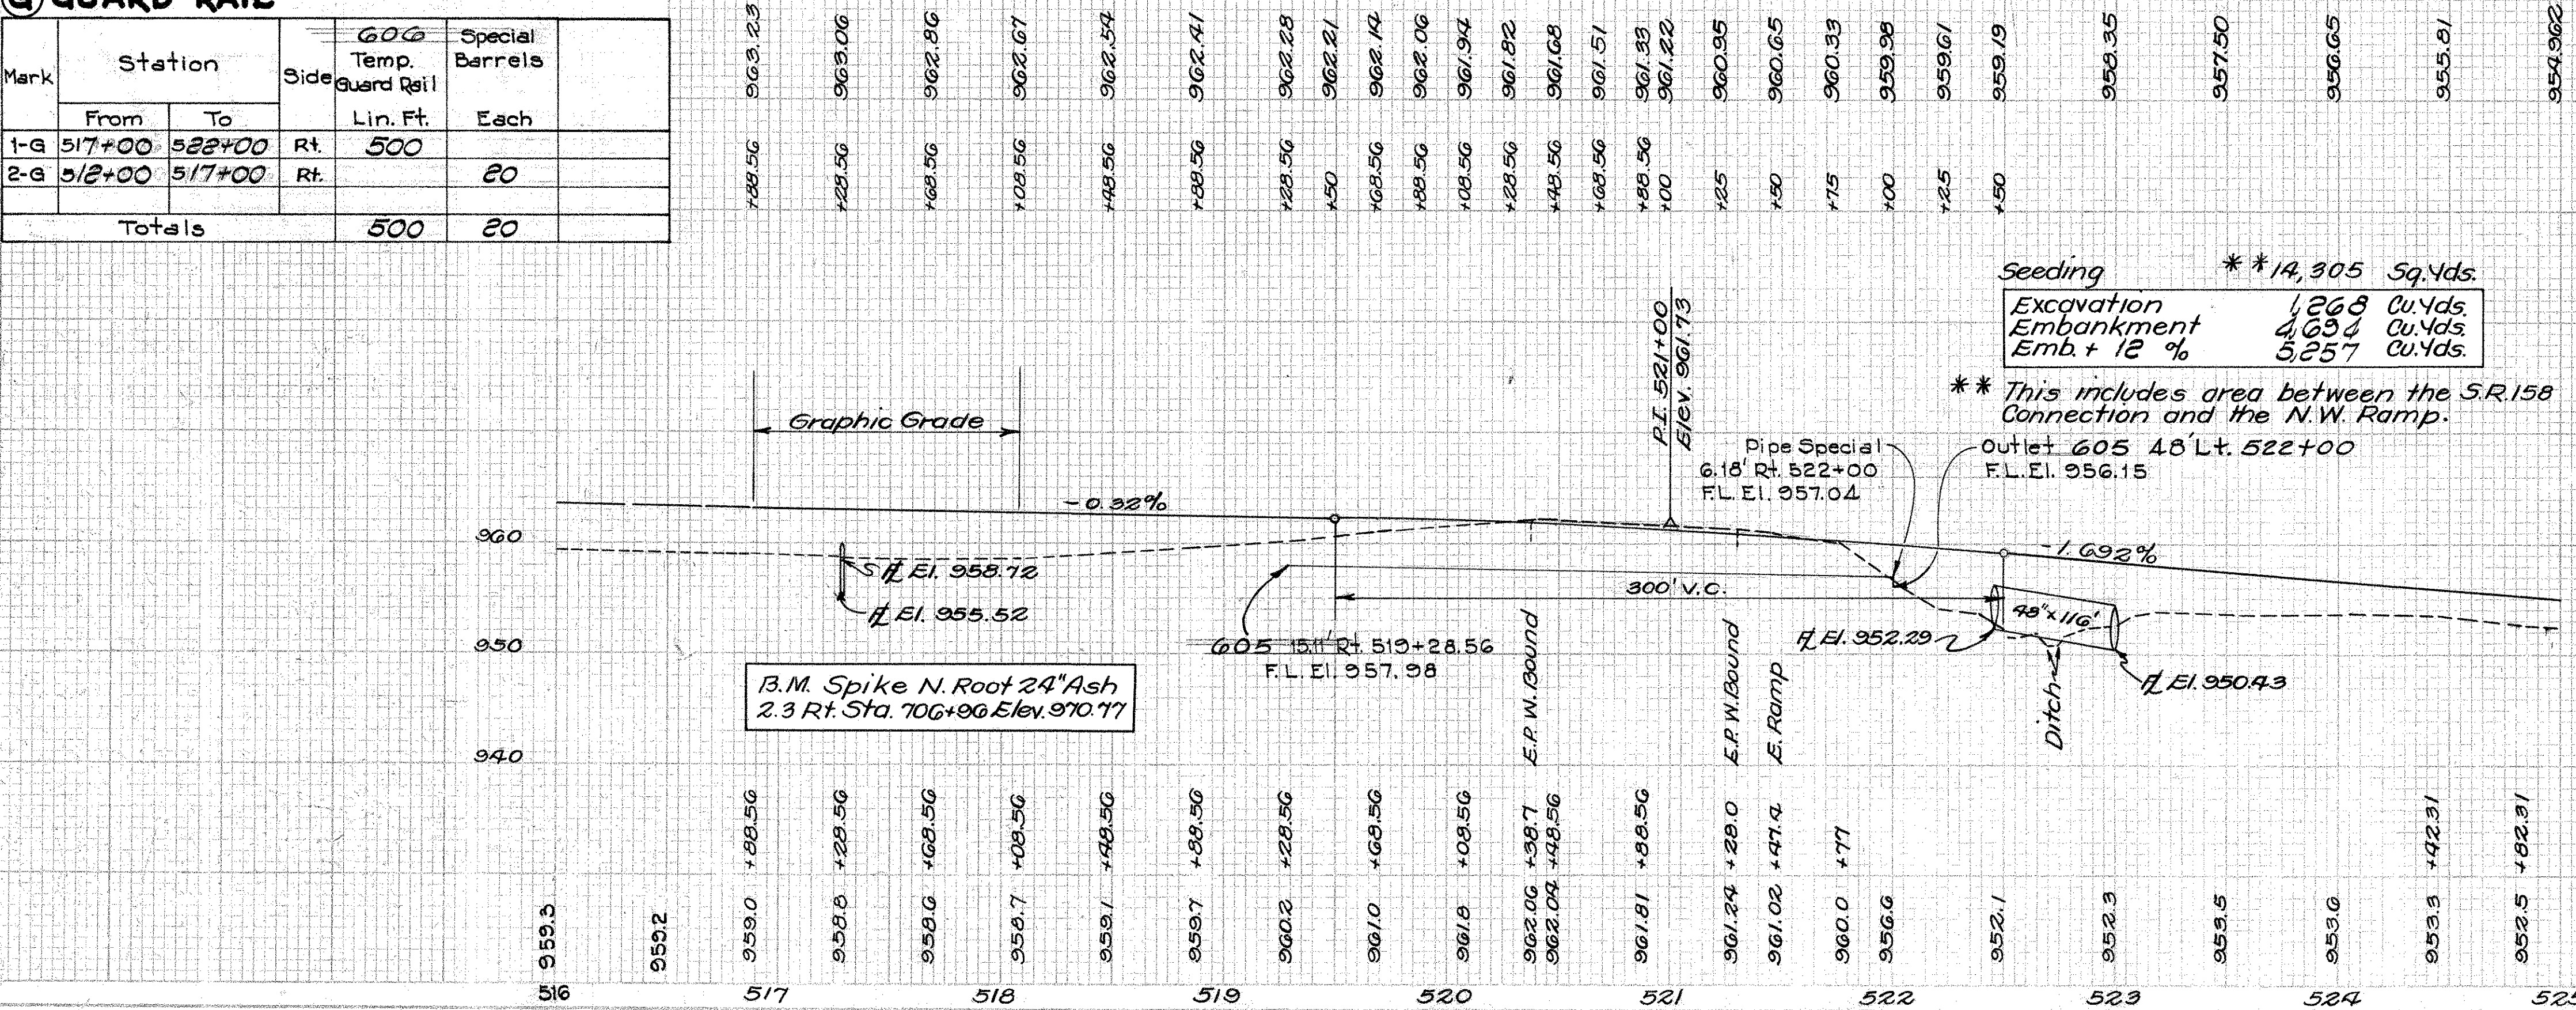 G GUARD RAIL
Mark Station Side 606 Temp. Guard Rail Special Barrels
From To Lin. Ft. Each
1-G 517+00 522+00 Rt. 500
2-G 512+00 517+00 Rt. 20
Totals 500 20
963.23 963.06 962.86 962.67 962.54 962.41 962.28 962.21 962.14 962.06 961.94 961.82 961.68 961.51 961.33 961.22 960.95 960.65 960.33 959.98 959.61 959.19 958.35 957.50 956.65 955.81 954.962
+88.56 +28.56 +68.56 +08.56 +48.56 +88.56 +28.56 +50 +68.56 +88.56 +08.56 +28.56 +48.56 +68.56 +88.56 +00 +25 +50 +75 +00 +25 +50
Seeding **14,305 Sq.Yds.
Excavation 1,268 Cu.Yds.
Embankment 4,694 Cu.Yds.
Emb. + 12 % 5,257 Cu.Yds.
** This includes area between the S.R.158
Connection and the N.W. Ramp.
P.I. 521+00
Elev. 961.73
Graphic Grade
Pipe Special
6.18' Rt. 522+00
F.L. El. 957.04
Outlet 605 48' Lt. 522+00
F.L. El. 956.15
-0.32%
-1.692%
960
S FL El. 958.72
FL El. 955.52
300' V.C.
48"x116'
950
605 15.11' Rt. 519+28.56
F.L. El. 957.98
E.P. W.Bound
E.P. W.Bound
E. Ramp
FL El. 952.29
Ditch
FL El. 950.43
B.M. Spike N. Root 24" Ash
2.3 Rt. Sta. 706+96 Elev. 970.77
940
+88.56 +28.56 +68.56 +08.56 +48.56 +88.56 +28.56 +68.56 +08.56 +38.7 +48.56 +88.56 +28.0 +47.4 +77 +42.31 +82.31
959.3 959.2 959.0 958.8 958.6 958.7 959.1 959.7 960.2 961.0 961.8 962.06 962.04 961.81 961.24 961.02 960.0 956.6 952.1 952.3 953.5 953.6 953.3 952.5
516 517 518 519 520 521 522 523 524 525